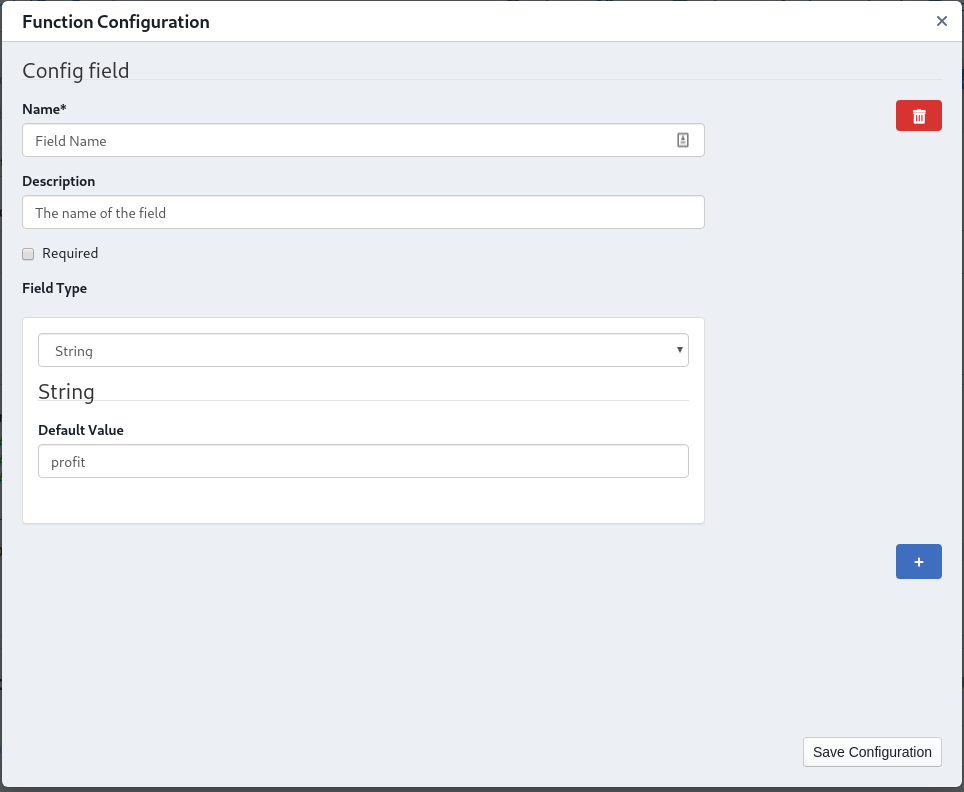 Function Configuration
×
Config field
Name*
Field Name
Description
The name of the field
Required
Field Type
String
String
Default Value
profit
+
Save Configuration